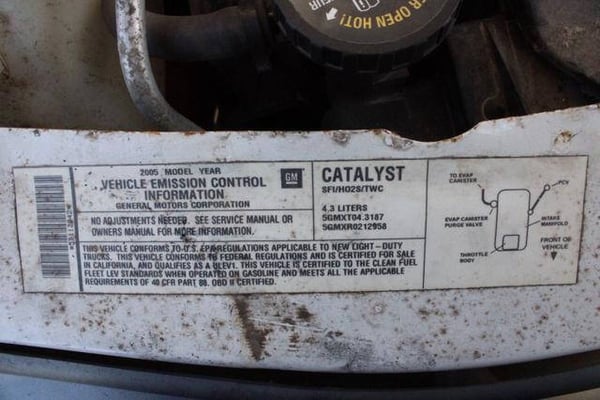 ER OPEN HOT!
2005 MODEL YEAR
VEHICLE EMISSION CONTROL
INFORMATION
GENERAL MOTORS CORPORATION
GM
NO ADJUSTMENTS NEEDED. SEE SERVICE MANUAL OR
OWNERS MANUAL FOR MORE INFORMATION.
CATALYST
SFI/HO2S/TWC
4.3 LITERS
5GMXT04.3187
5GMXR0212958
THIS VEHICLE CONFORMS TO U.S. EPA REGULATIONS APPLICABLE TO NEW LIGHT-DUTY
TRUCKS. THIS VEHICLE CONFORMS TO FEDERAL REGULATIONS AND IS CERTIFIED FOR SALE
IN CALIFORNIA, AND QUALIFIES AS A ULEV1. THIS VEHICLE IS CERTIFIED TO THE CLEAN FUEL
FLEET LEV STANDARDS WHEN OPERATED ON GASOLINE AND MEETS ALL THE APPLICABLE
REQUIREMENTS OF 40 CFR PART 88. OBD II CERTIFIED.
TO EVAP
CANISTER
PCV
EVAP CANISTER
PURGE VALVE
INTAKE
MANIFOLD
THROTTLE
BODY
FRONT OF
VEHICLE